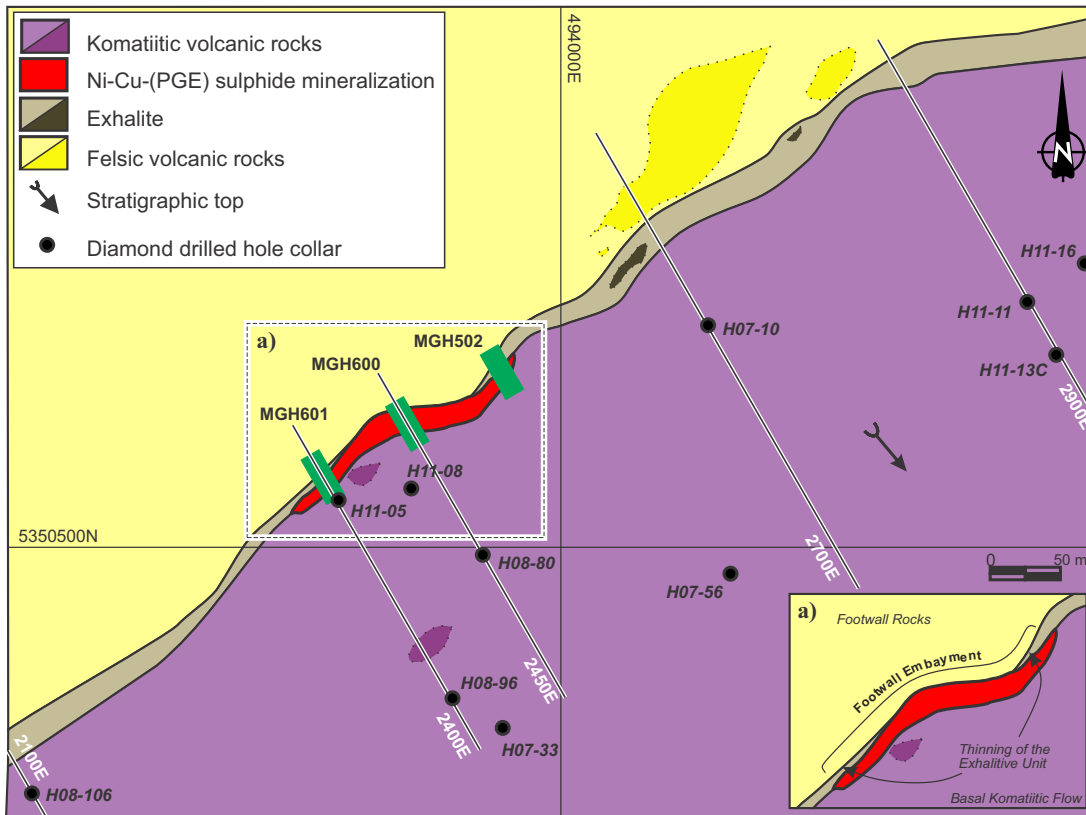 Komatiitic volcanic rocks
Ni-Cu-(PGE) sulphide mineralization
Exhalite
Felsic volcanic rocks
Stratigraphic top
Diamond drilled hole collar
494000E
N
H11-16
H11-11
H07-10
H11-13C
2900E
a)
MGH502
MGH600
MGH601
H11-08
H11-05
5350500N
H08-80
2700E
0 50 m
H07-56
a)
Footwall Rocks
Footwall Embayment
Thinning of the
Exhalitive Unit
Basal Komatiitic Flow
2450E
H08-96
2400E
H07-33
2100E
H08-106